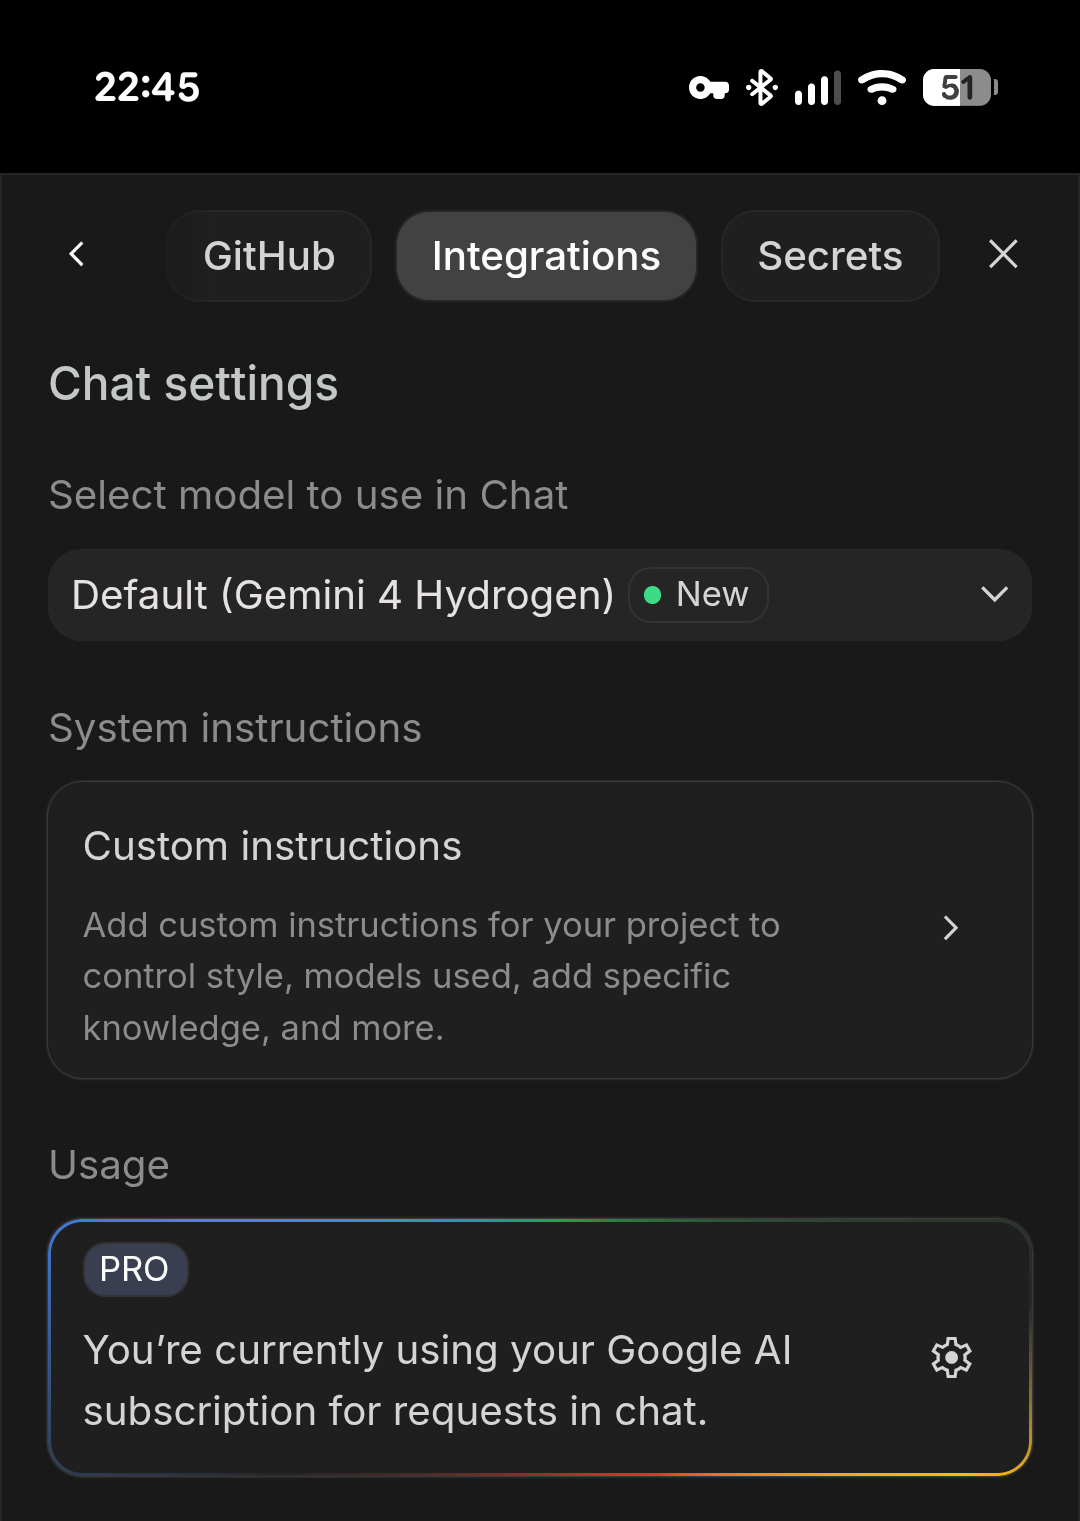 22:45
51
GitHub
Integrations
Secrets
Chat settings
Select model to use in Chat
Default (Gemini 4 Hydrogen)
New
System instructions
Custom instructions
Add custom instructions for your project to
control style, models used, add specific
knowledge, and more.
Usage
PRO
You’re currently using your Google AI
subscription for requests in chat.